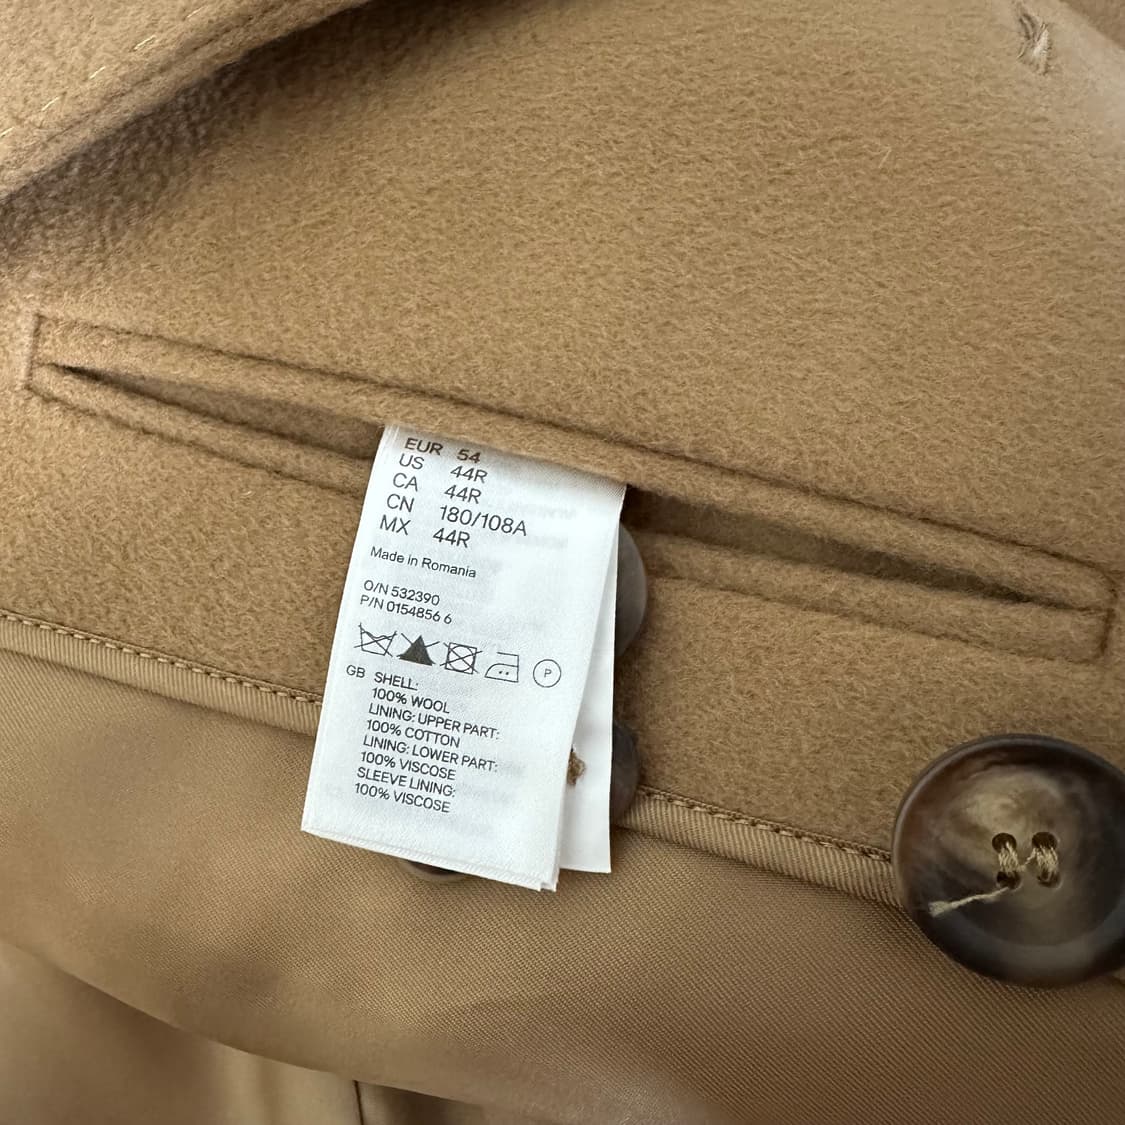 EUR 54
US 44R
CA 44R
CN 180/108A
MX 44R
Made in Romania
O/N 532390
P/N 0154856 6
P
GB SHELL:
100% WOOL
LINING: UPPER PART:
100% COTTON
LINING: LOWER PART:
100% VISCOSE
SLEEVE LINING:
100% VISCOSE